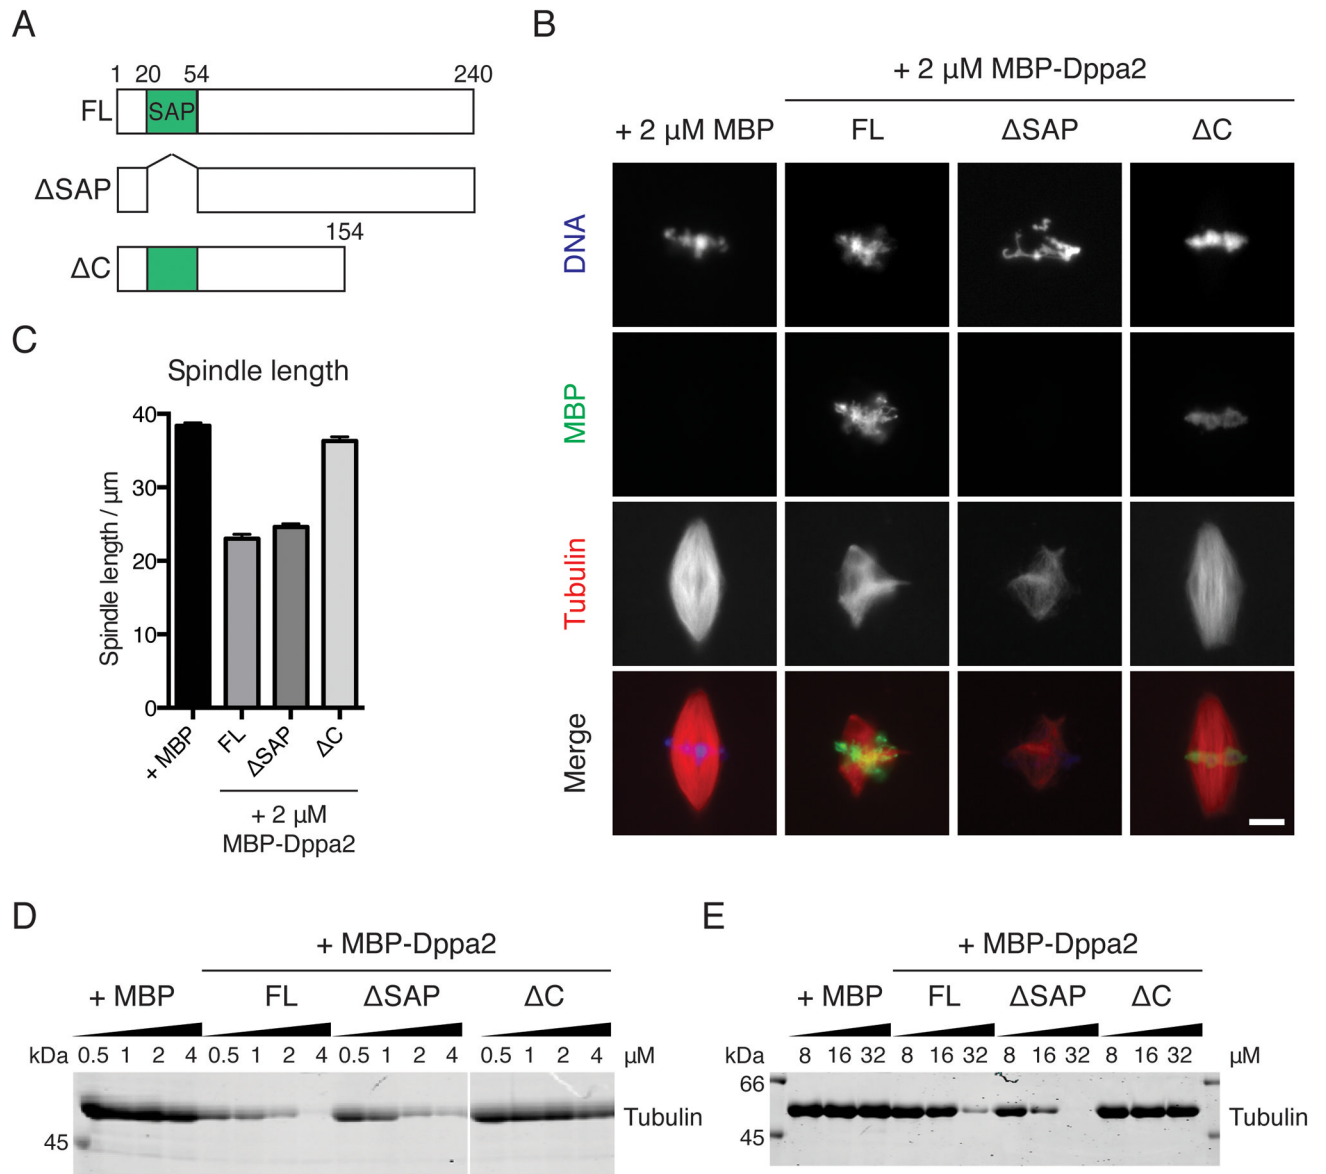 A
1 20 54 240
FL SAP
ΔSAP
154
ΔC
B
+ 2 µM MBP-Dppa2
+ 2 µM MBP FL ΔSAP ΔC
DNA
MBP
Tubulin
Merge
C
Spindle length
Spindle length / µm
40
30
20
10
0
+ MBP FL ΔSAP ΔC
+ 2 µM
MBP-Dppa2
D
+ MBP-Dppa2
+ MBP FL ΔSAP ΔC
kDa 0.5 1 2 4 0.5 1 2 4 0.5 1 2 4 0.5 1 2 4 µM
Tubulin
45
E
+ MBP-Dppa2
+ MBP FL ΔSAP ΔC
kDa 8 16 32 8 16 32 8 16 32 8 16 32 µM
66
Tubulin
45